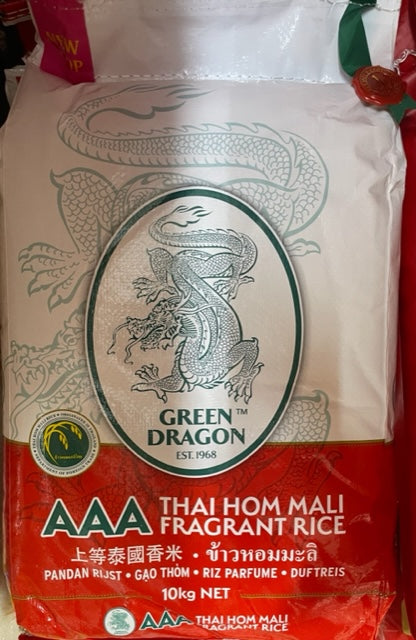 NEW
GREEN™
DRAGON
EST. 1968
AAA THAI HOM MALI
FRAGRANT RICE
上等泰國香米 • ข้าวหอมมะลิ
PANDAN RIJST • GẠO THƠM • RIZ PARFUME • DUFTREIS
10kg NET
AAA THAI HOM MALI
FRAGRANT RICE